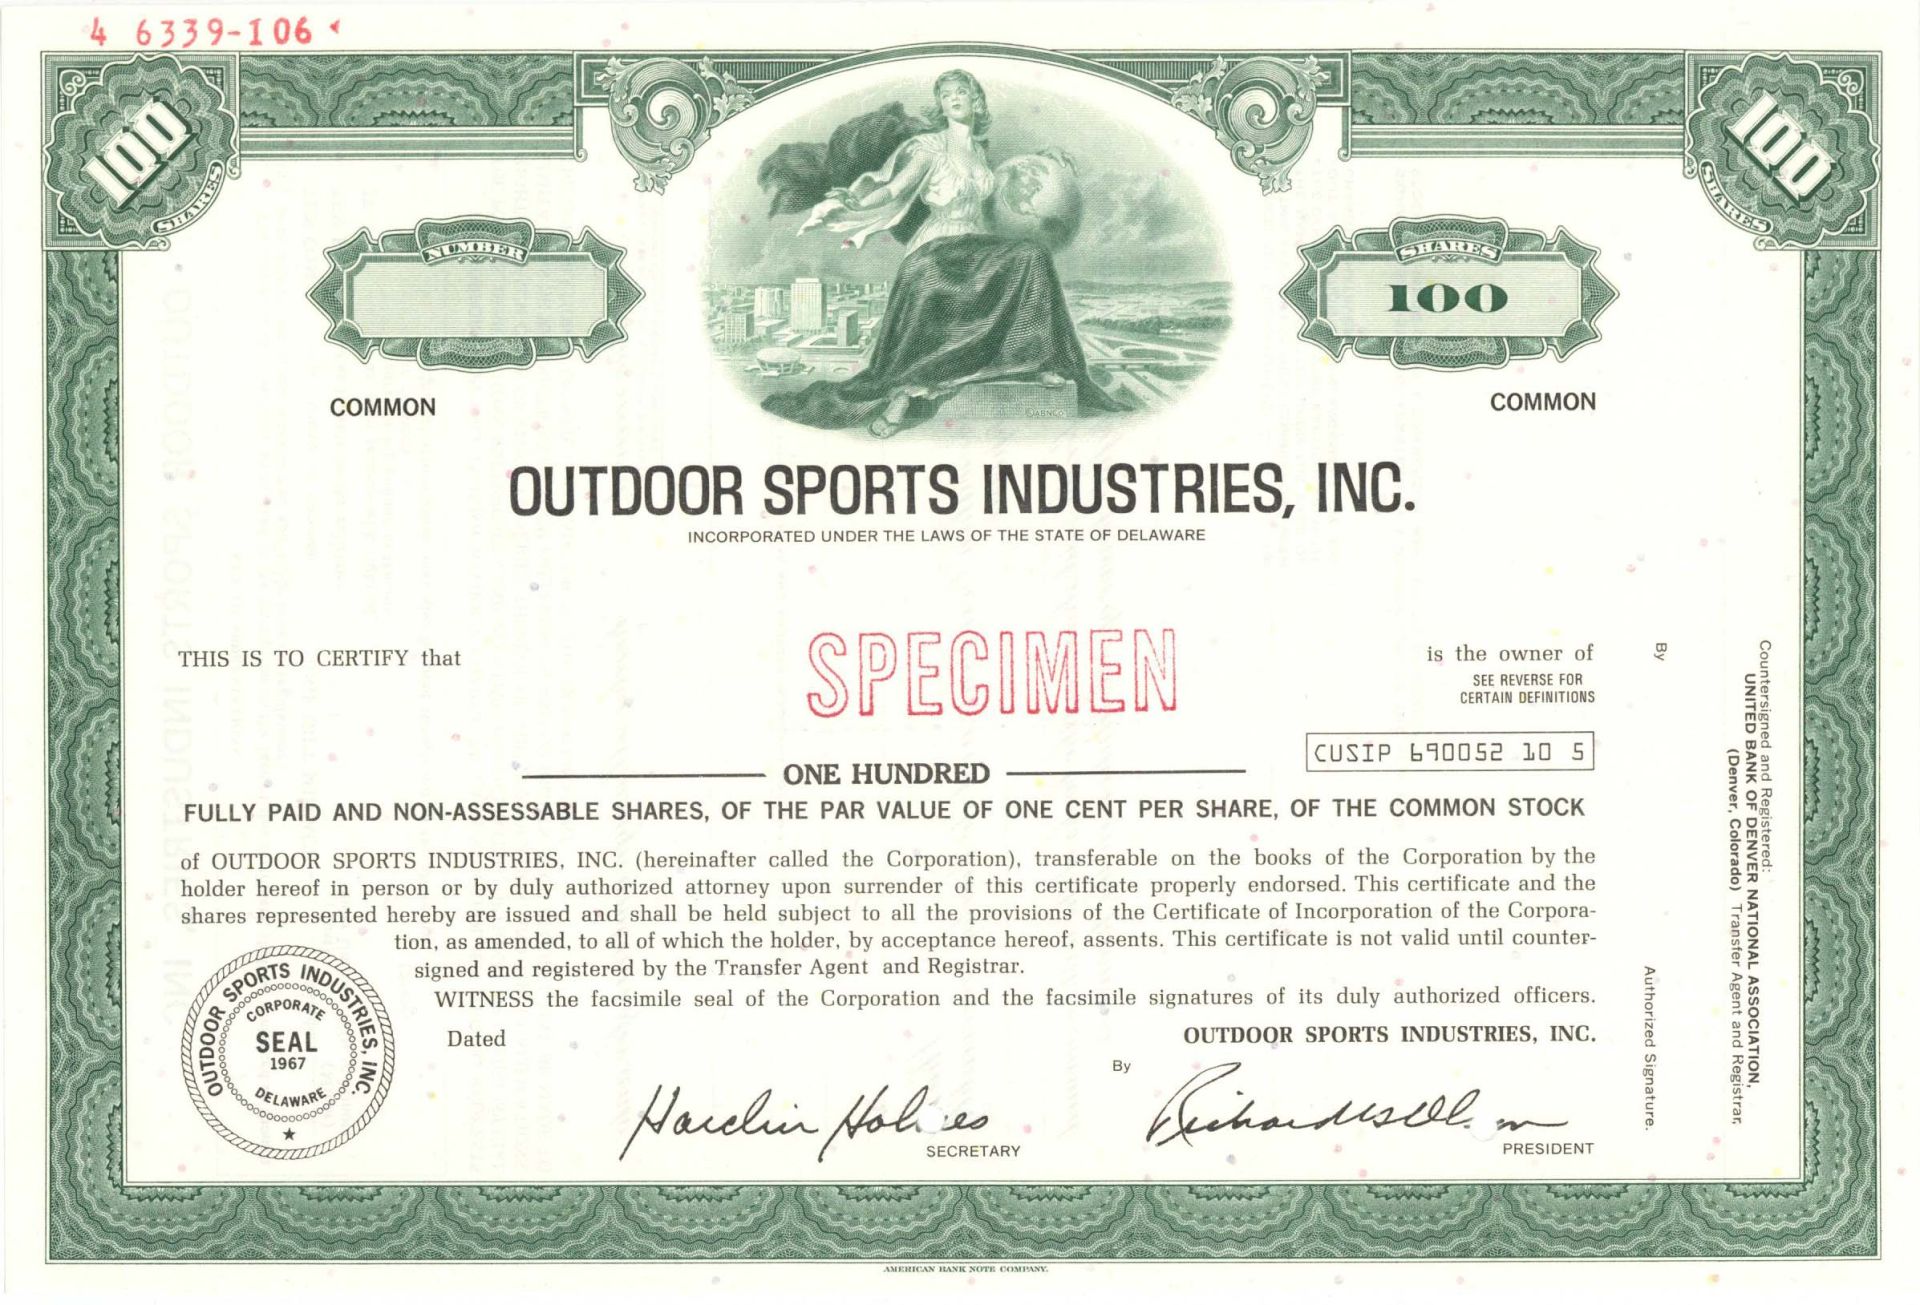 4 6339-106
100
SHARES
100
SHARES
NUMBER
SHARES
100
COMMON
COMMON
©ABNCO.
OUTDOOR SPORTS INDUSTRIES, INC.
INCORPORATED UNDER THE LAWS OF THE STATE OF DELAWARE
THIS IS TO CERTIFY that
SPECIMEN
is the owner of
SEE REVERSE FOR
CERTAIN DEFINITIONS
CUSIP 690052 10 5
ONE HUNDRED
FULLY PAID AND NON-ASSESSABLE SHARES, OF THE PAR VALUE OF ONE CENT PER SHARE, OF THE COMMON STOCK
of OUTDOOR SPORTS INDUSTRIES, INC. (hereinafter called the Corporation), transferable on the books of the Corporation by the
holder hereof in person or by duly authorized attorney upon surrender of this certificate properly endorsed. This certificate and the
shares represented hereby are issued and shall be held subject to all the provisions of the Certificate of Incorporation of the Corpora-
tion, as amended, to all of which the holder, by acceptance hereof, assents. This certificate is not valid until counter-
signed and registered by the Transfer Agent and Registrar.
WITNESS the facsimile seal of the Corporation and the facsimile signatures of its duly authorized officers.
Dated
OUTDOOR SPORTS INDUSTRIES, INC.
By
Hardin Holmes
SECRETARY
Richard
PRESIDENT
OUTDOOR SPORTS INDUSTRIES, INC.
CORPORATE
SEAL
1967
DELAWARE
Countersigned and Registered:
UNITED BANK OF DENVER NATIONAL ASSOCIATION,
(Denver, Colorado) Transfer Agent and Registrar,
By
Authorized Signature.
AMERICAN BANK NOTE COMPANY.